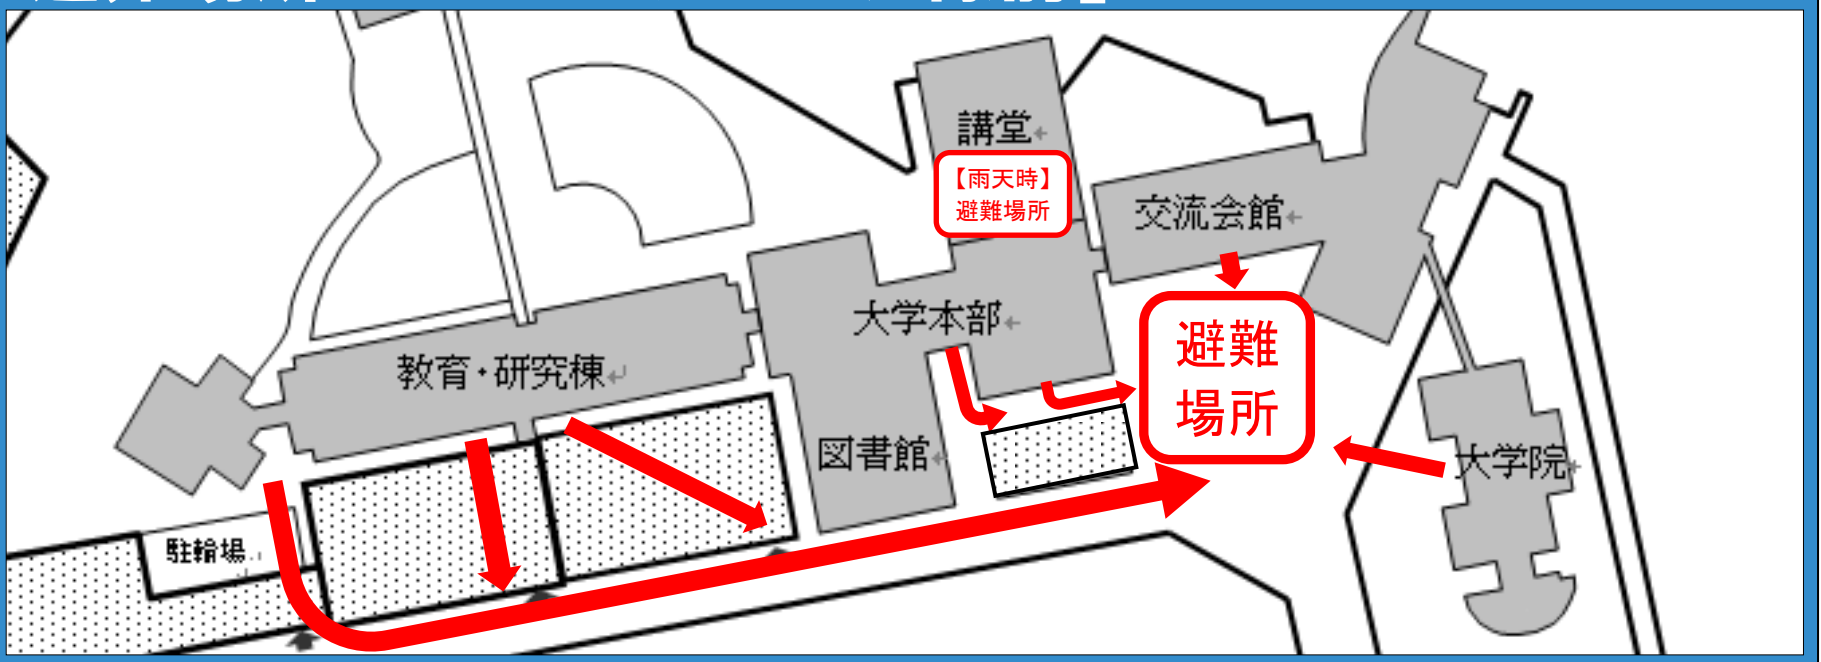 講堂
【雨天時】
避難場所
交流会館
大学本部
避難
場所
教育・研究棟
図書館
大学院
駐輪場